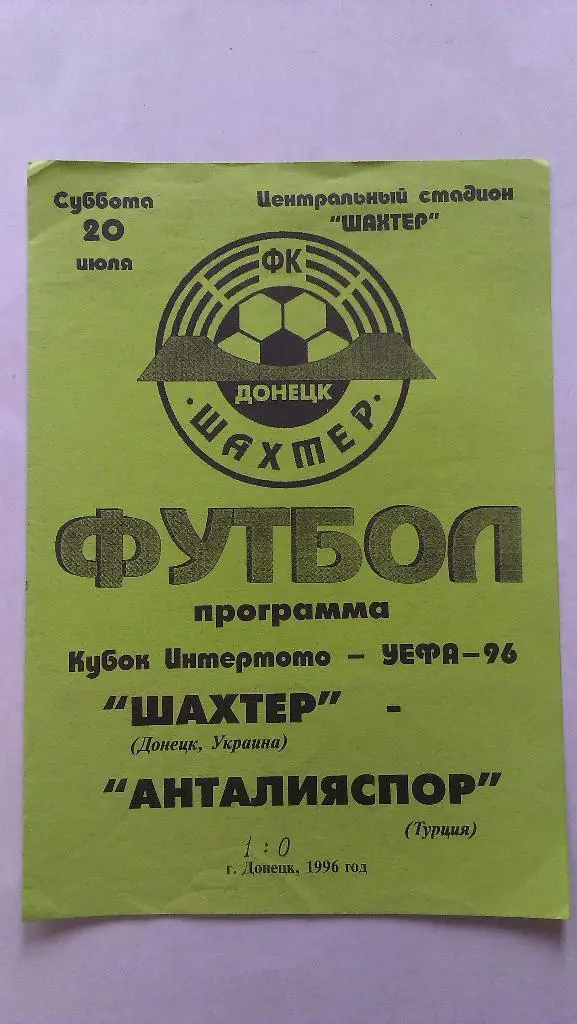 Суббота
20
июля
Центральный стадион
"ШАХТЕР"
ФК
ДОНЕЦК
· ШАХТЕР ·
ФУТБОЛ
программа
Кубок Интертото – УЕФА-96
"ШАХТЕР" -
(Донецк, Украина)
"АНТАЛИЯСПОР"
(Турция)
1 : 0
г. Донецк, 1996 год